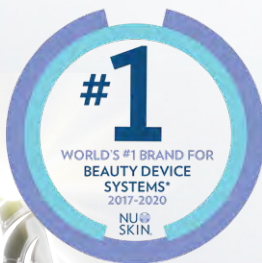 #1
WORLD'S #1 BRAND FOR
BEAUTY DEVICE
SYSTEMS*
2017-2020
NU
SKIN.